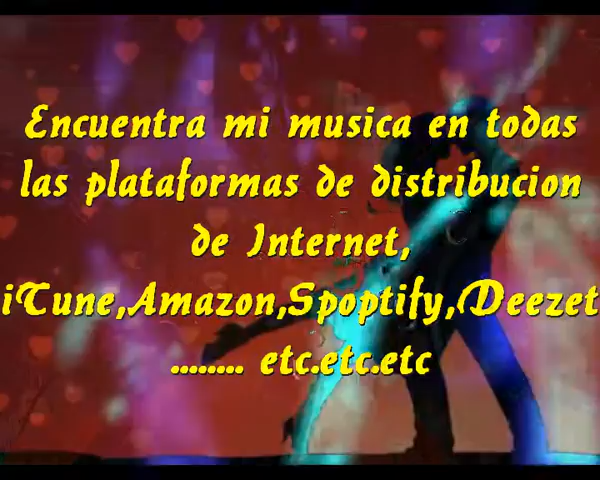 Encuentra mi musica en todas
las plataformas de distribucion
de Internet,
iTune,Amazon,Spoptify,Deezet
........ etc.etc.etc